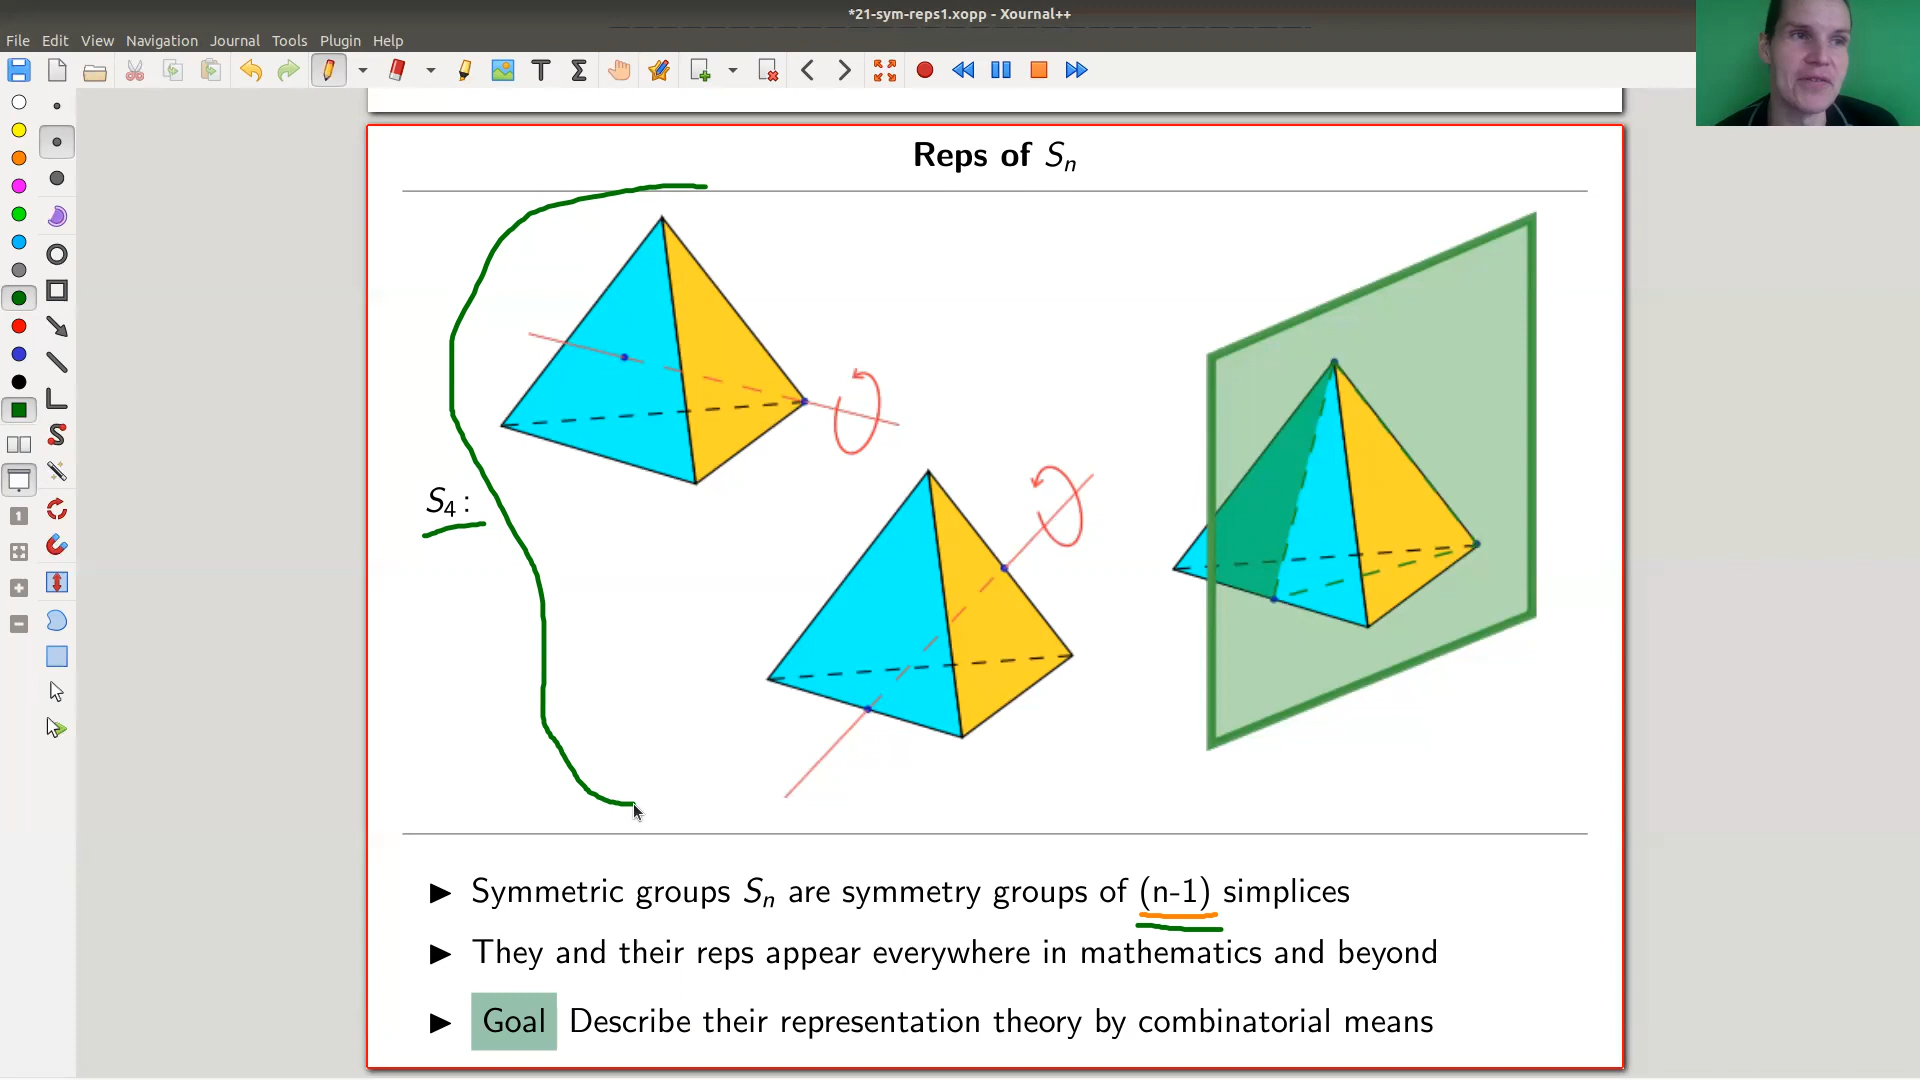 *21-sym-reps1.xopp - Xournal++
File Edit View Navigation Journal Tools Plugin Help
Reps of Sₙ
S₄:
▶ Symmetric groups Sₙ are symmetry groups of (n-1) simplices
▶ They and their reps appear everywhere in mathematics and beyond
▶ Goal Describe their representation theory by combinatorial means